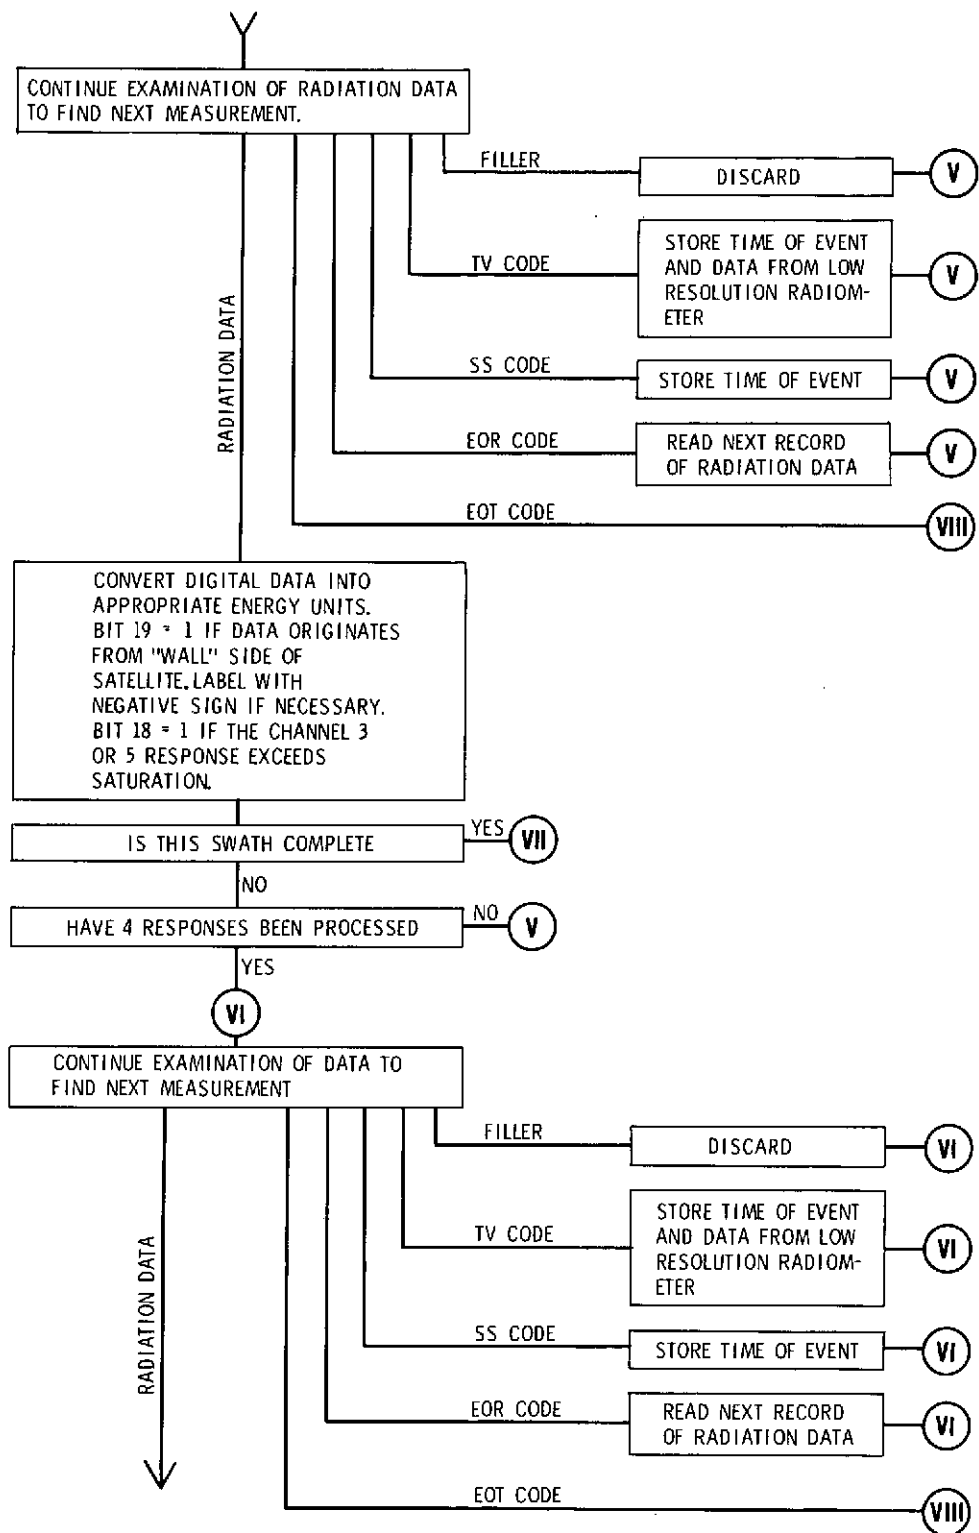 CONTINUE EXAMINATION OF RADIATION DATA
TO FIND NEXT MEASUREMENT.
FILLER
DISCARD
V
TV CODE
STORE TIME OF EVENT
AND DATA FROM LOW
RESOLUTION RADIOM-
ETER
V
RADIATION DATA
SS CODE
STORE TIME OF EVENT
V
EOR CODE
READ NEXT RECORD
OF RADIATION DATA
V
EOT CODE
VIII
CONVERT DIGITAL DATA INTO
APPROPRIATE ENERGY UNITS.
BIT 19 = 1 IF DATA ORIGINATES
FROM "WALL" SIDE OF
SATELLITE. LABEL WITH
NEGATIVE SIGN IF NECESSARY.
BIT 18 = 1 IF THE CHANNEL 3
OR 5 RESPONSE EXCEEDS
SATURATION.
IS THIS SWATH COMPLETE
YES
VII
NO
HAVE 4 RESPONSES BEEN PROCESSED
NO
V
YES
VI
CONTINUE EXAMINATION OF DATA TO
FIND NEXT MEASUREMENT
FILLER
DISCARD
VI
TV CODE
STORE TIME OF EVENT
AND DATA FROM LOW
RESOLUTION RADIOM-
ETER
VI
RADIATION DATA
SS CODE
STORE TIME OF EVENT
VI
EOR CODE
READ NEXT RECORD
OF RADIATION DATA
VI
EOT CODE
VIII